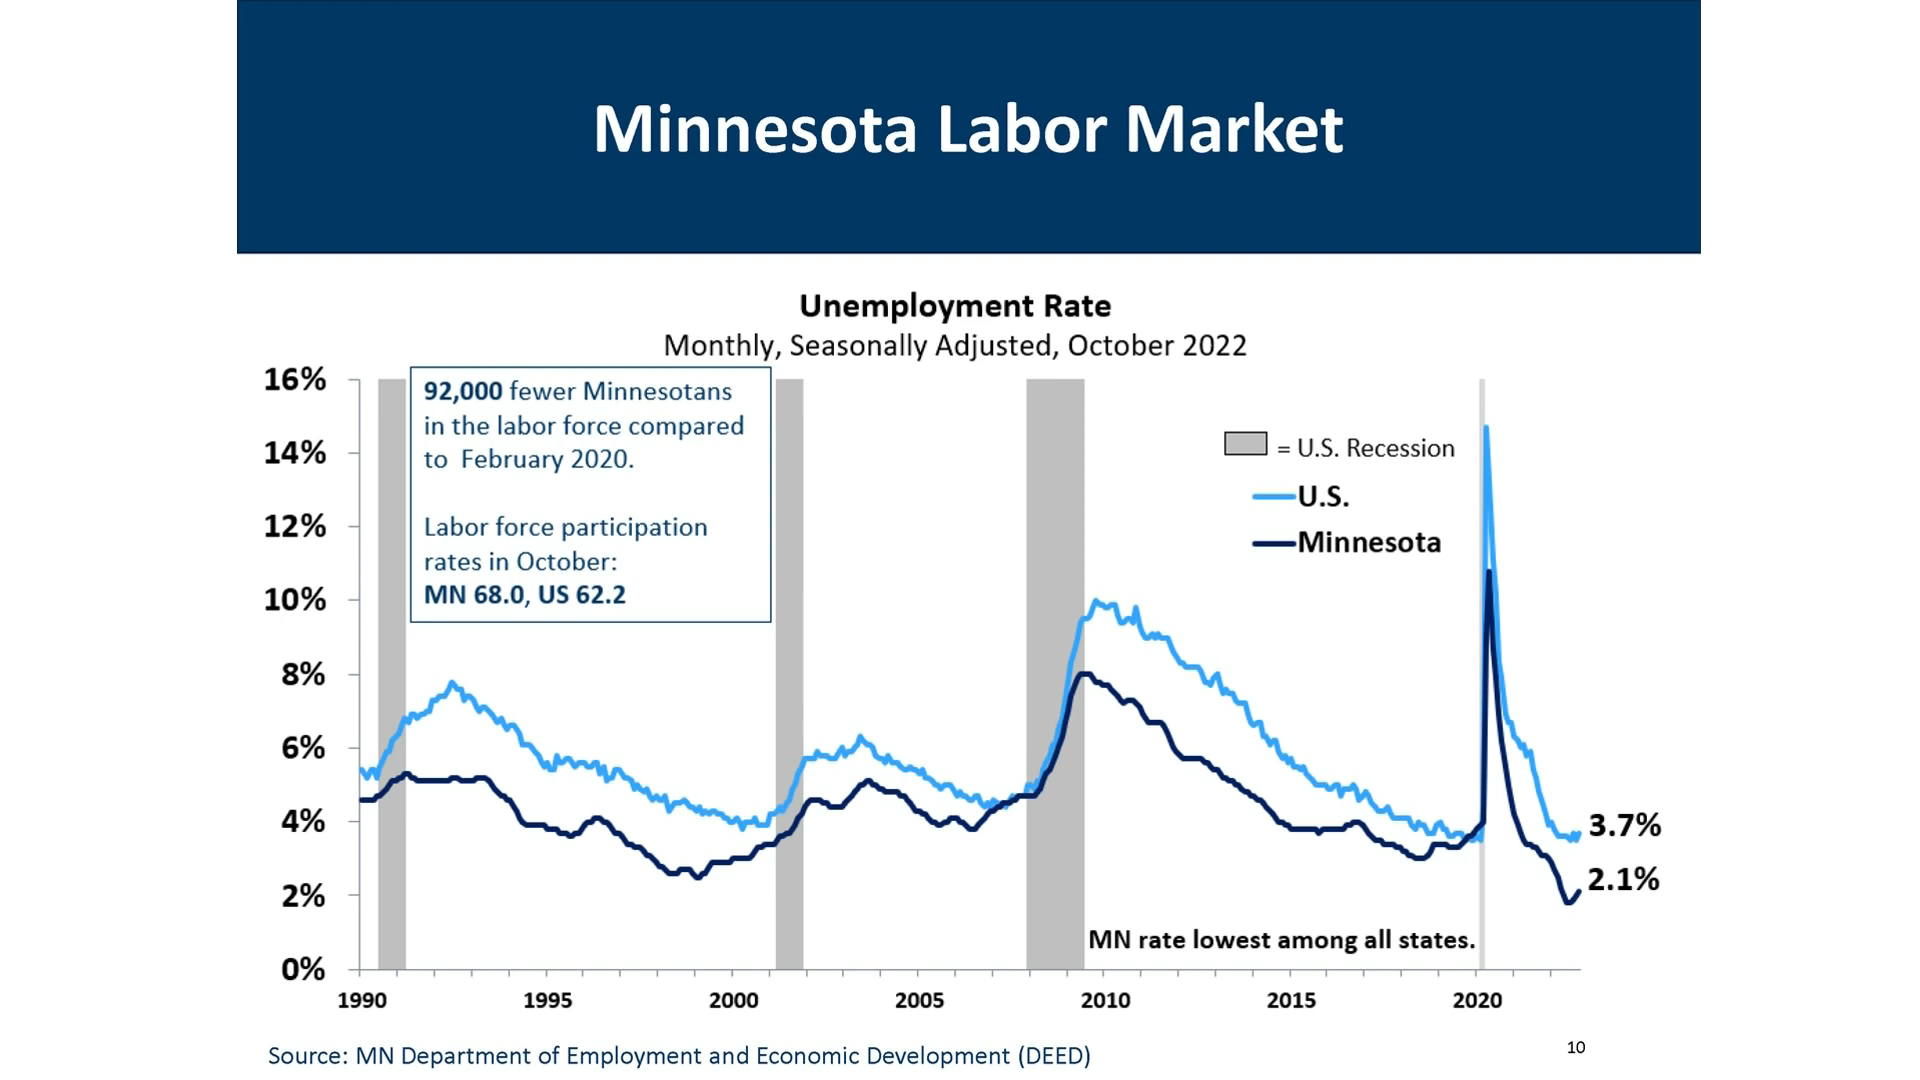 Minnesota Labor Market
Unemployment Rate
Monthly, Seasonally Adjusted, October 2022
16%
14%
12%
10%
8%
6%
4%
2%
0%
92,000 fewer Minnesotans
in the labor force compared
to  February 2020.
Labor force participation
rates in October:
MN 68.0, US 62.2
= U.S. Recession
U.S.
Minnesota
3.7%
2.1%
MN rate lowest among all states.
1990 1995 2000 2005 2010 2015 2020
Source: MN Department of Employment and Economic Development (DEED)
10